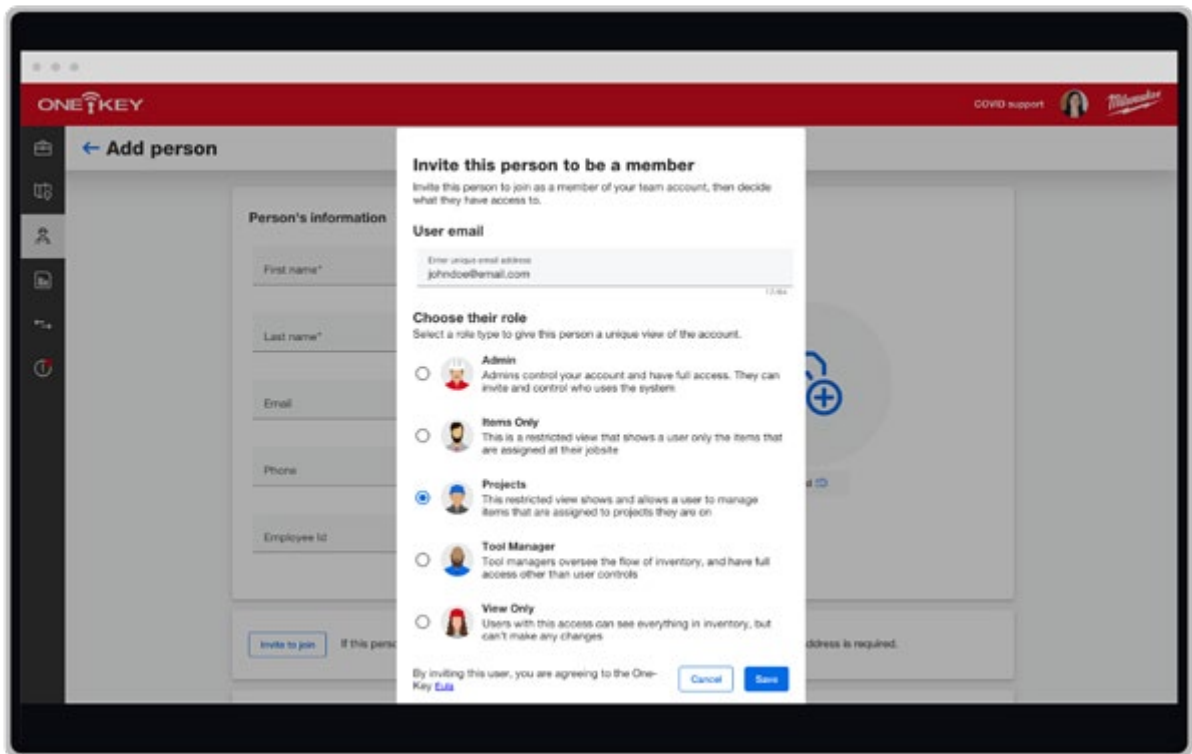 ONE KEY
COVID support
Milwaukee
Add person
Person's information
First name*
Last name*
Email
Phone
Employee Id
Invite to join
If this perso
ddress is required.
Invite this person to be a member
Invite this person to join as a member of your team account, then decide
what they have access to.
User email
Enter unique email address
johndoe@email.com
Choose their role
Select a role type to give this person a unique view of the account.
Admin
Admins control your account and have full access. They can
invite and control who uses the system
Items Only
This is a restricted view that shows a user only the items that
are assigned at their jobsite
Projects
This restricted view shows and allows a user to manage
items that are assigned to projects they are on
Tool Manager
Tool managers oversee the flow of inventory, and have full
access other than user controls
View Only
Users with this access can see everything in inventory, but
can't make any changes
By inviting this user, you are agreeing to the One-
Key Eula
Cancel
Save